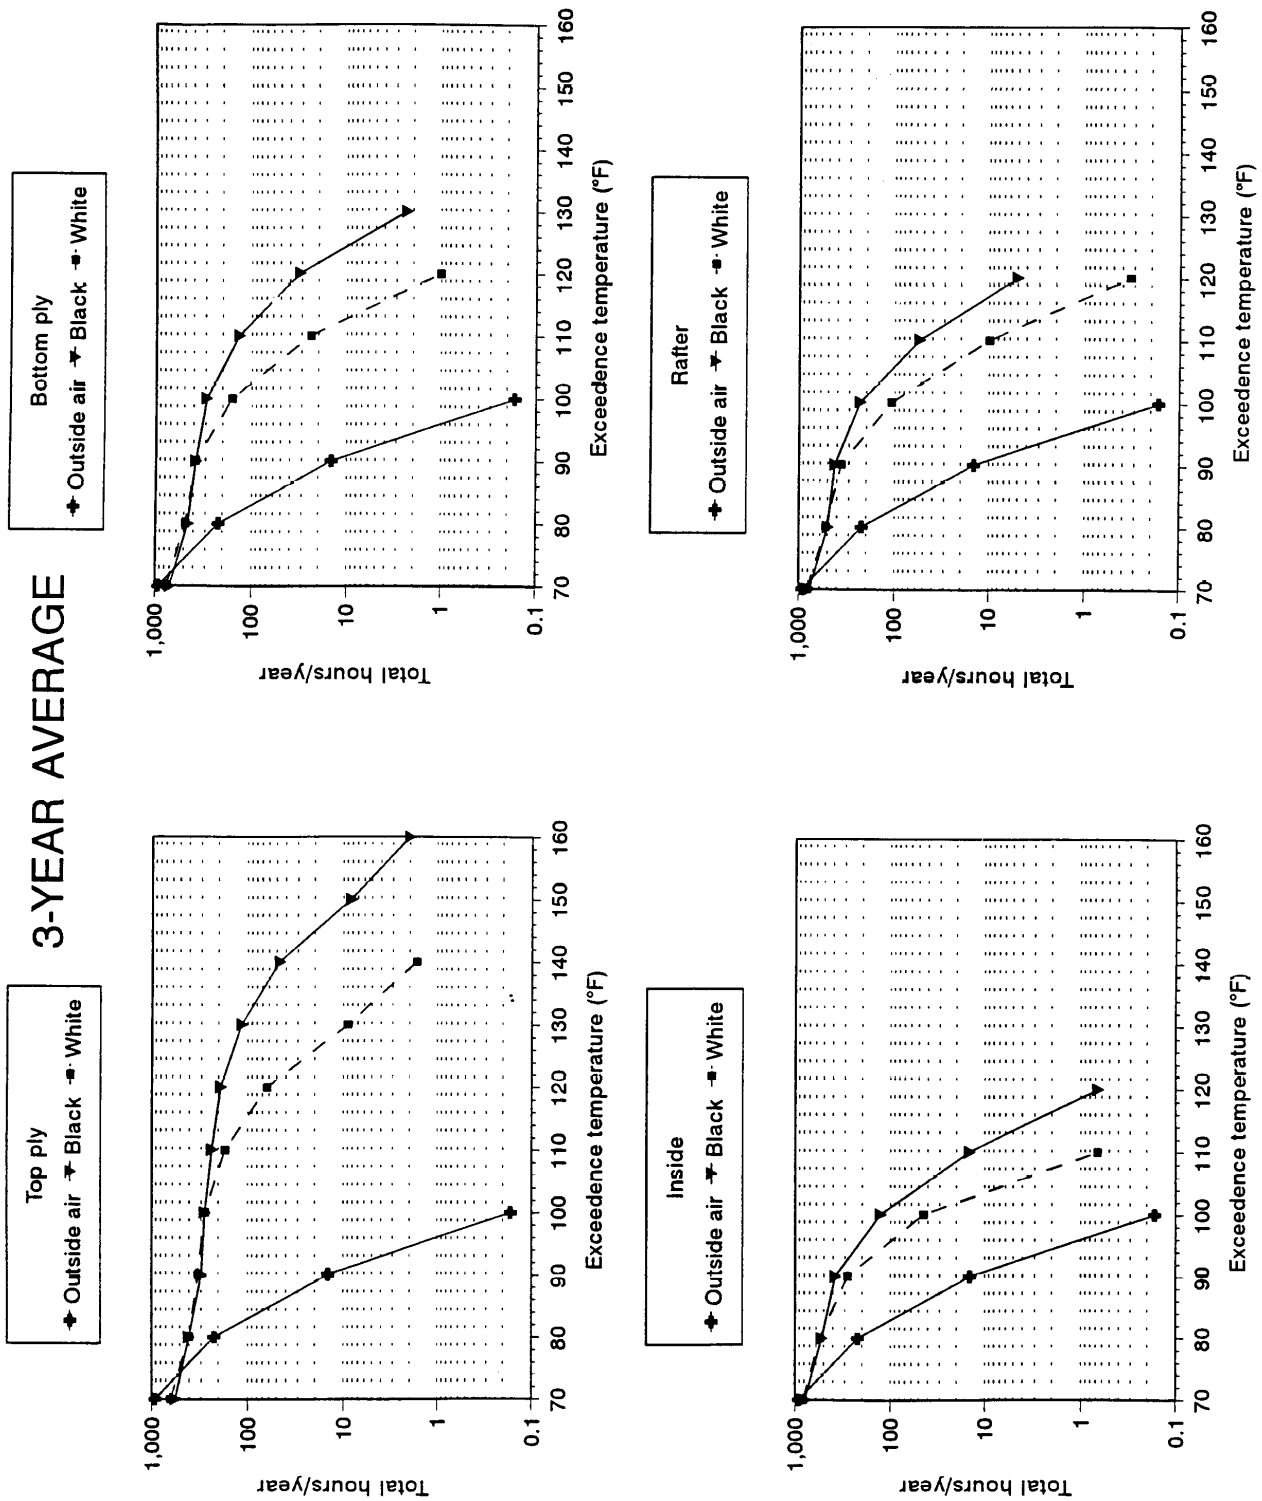 3-YEAR AVERAGE
Top ply
Outside air Black White
Total hours/year
1,000
100
10
1
0.1
70 80 90 100 110 120 130 140 150 160
Exceedence temperature (°F)
Bottom ply
Outside air Black White
Total hours/year
1,000
100
10
1
0.1
70 80 90 100 110 120 130 140 150 160
Exceedence temperature (°F)
Inside
Outside air Black White
Total hours/year
1,000
100
10
1
0.1
70 80 90 100 110 120 130 140 150 160
Exceedence temperature (°F)
Rafter
Outside air Black White
Total hours/year
1,000
100
10
1
0.1
70 80 90 100 110 120 130 140 150 160
Exceedence temperature (°F)